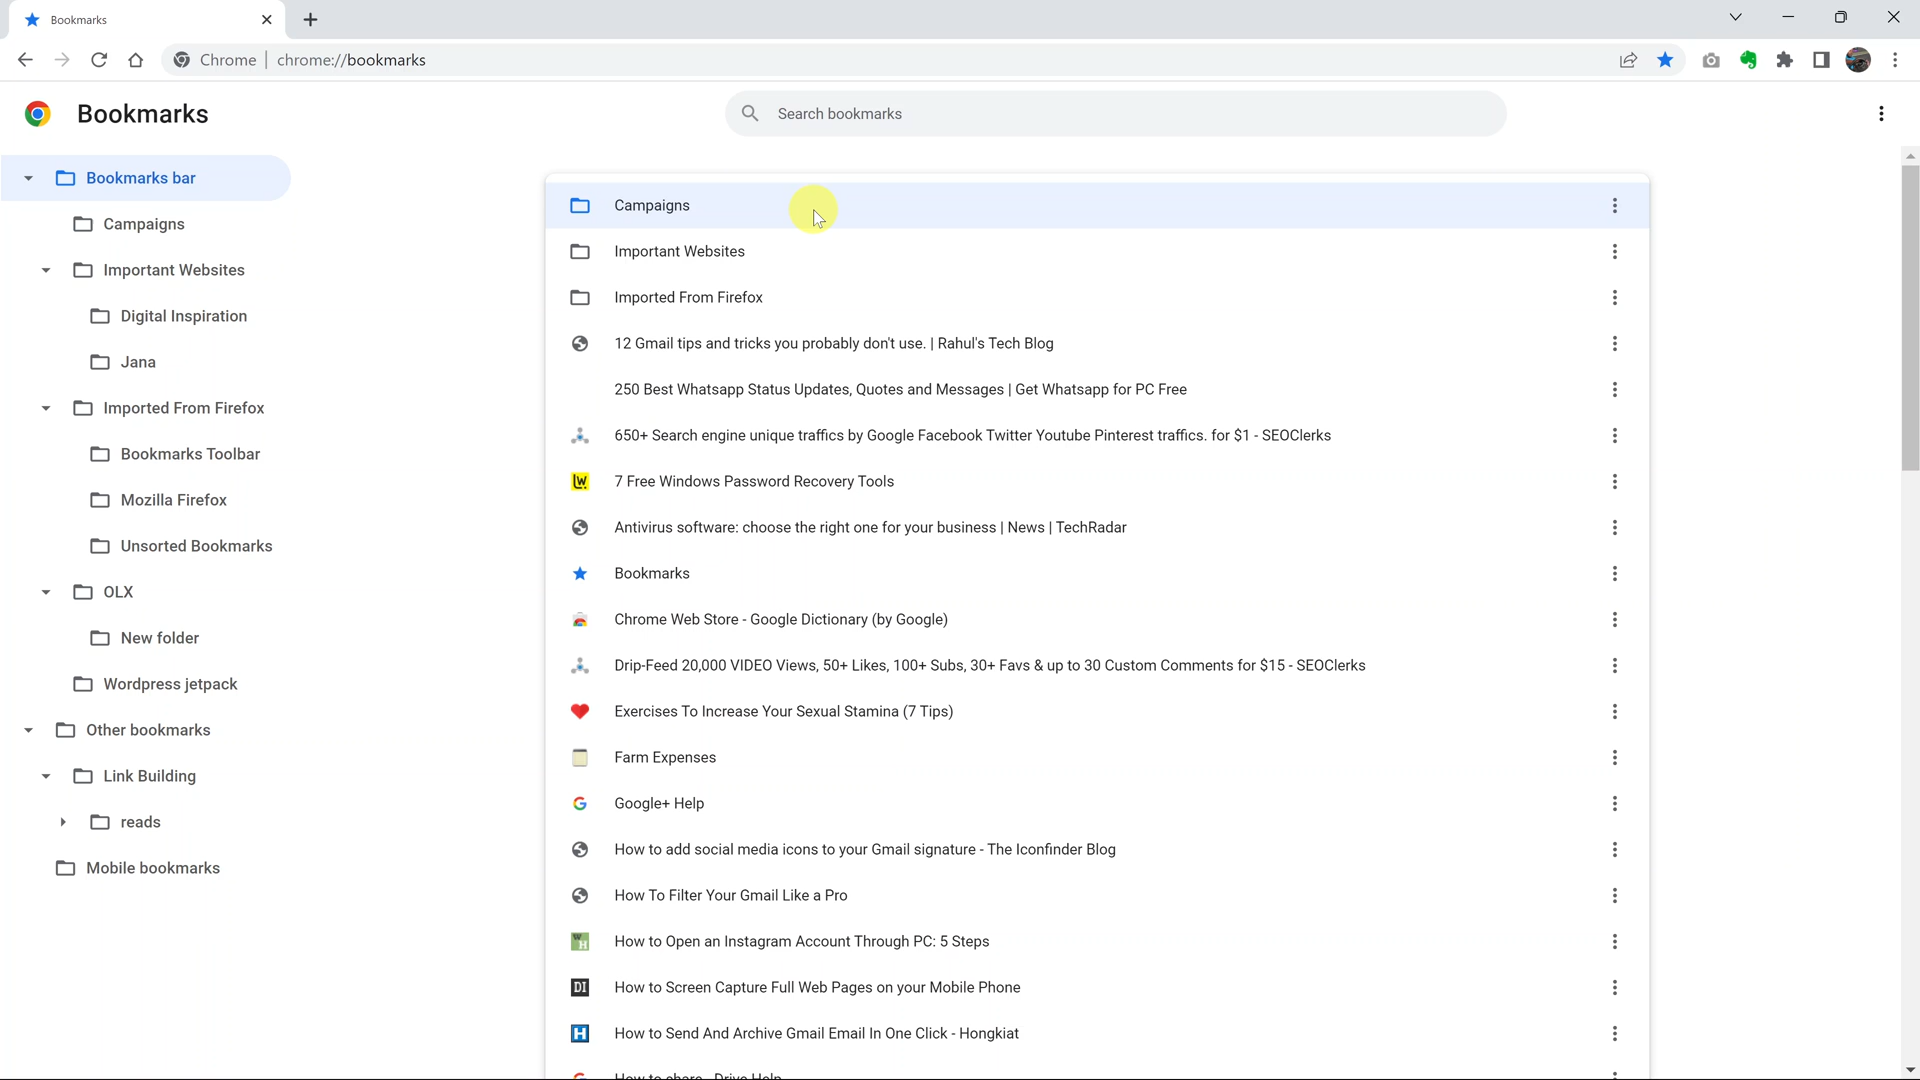 Bookmarks
Chrome | chrome://bookmarks
Bookmarks
Search bookmarks
Bookmarks bar
Campaigns
Important Websites
Digital Inspiration
Jana
Imported From Firefox
Bookmarks Toolbar
Mozilla Firefox
Unsorted Bookmarks
OLX
New folder
Wordpress jetpack
Other bookmarks
Link Building
reads
Mobile bookmarks
Campaigns
Important Websites
Imported From Firefox
12 Gmail tips and tricks you probably don't use. | Rahul's Tech Blog
250 Best Whatsapp Status Updates, Quotes and Messages | Get Whatsapp for PC Free
650+ Search engine unique traffics by Google Facebook Twitter Youtube Pinterest traffics. for $1 - SEOClerks
7 Free Windows Password Recovery Tools
Antivirus software: choose the right one for your business | News | TechRadar
Bookmarks
Chrome Web Store - Google Dictionary (by Google)
Drip-Feed 20,000 VIDEO Views, 50+ Likes, 100+ Subs, 30+ Favs & up to 30 Custom Comments for $15 - SEOClerks
Exercises To Increase Your Sexual Stamina (7 Tips)
Farm Expenses
Google+ Help
How to add social media icons to your Gmail signature - The Iconfinder Blog
How To Filter Your Gmail Like a Pro
How to Open an Instagram Account Through PC: 5 Steps
How to Screen Capture Full Web Pages on your Mobile Phone
How to Send And Archive Gmail Email In One Click - Hongkiat
How to share - Drive Help